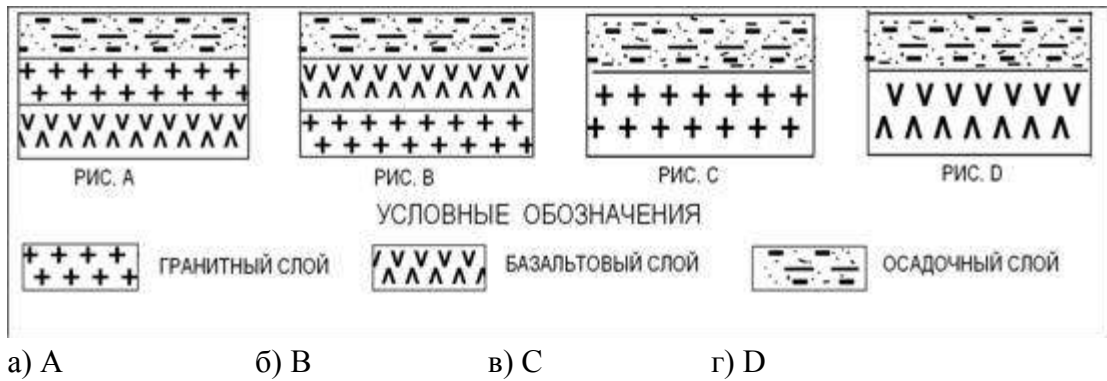 РИС. А РИС. В РИС. С РИС. D
УСЛОВНЫЕ ОБОЗНАЧЕНИЯ
ГРАНИТНЫЙ СЛОЙ БАЗАЛЬТОВЫЙ СЛОЙ ОСАДОЧНЫЙ СЛОЙ
а) А б) В в) С г) D